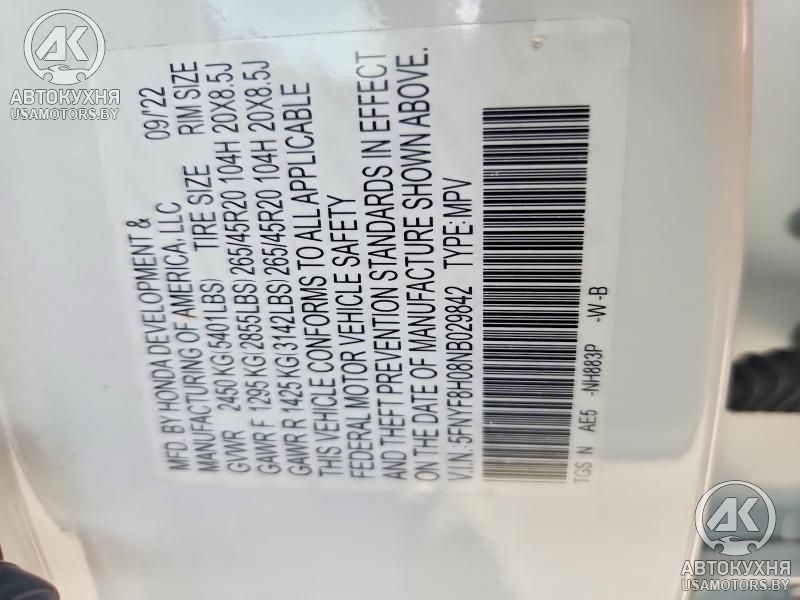 MFD. BY HONDA DEVELOPMENT & 09/'22
MANUFACTURING OF AMERICA, LLC
GVWR 2450 KG(5401LBS) TIRE SIZE RIM SIZE
GAWR F 1295 KG(2855LBS) 265/45R20 104H 20X8.5J
GAWR R 1425 KG(3142LBS) 265/45R20 104H 20X8.5J
THIS VEHICLE CONFORMS TO ALL APPLICABLE
FEDERAL MOTOR VEHICLE SAFETY
AND THEFT PREVENTION STANDARDS IN EFFECT
ON THE DATE OF MANUFACTURE SHOWN ABOVE.
V.I.N: 5FNYF8H08NB029842 TYPE: MPV
TGS N AE5 -NH883P -W-B
АК
АВТОКУХНЯ
USAMOTORS.BY
АК
АВТОКУХНЯ
USAMOTORS.BY